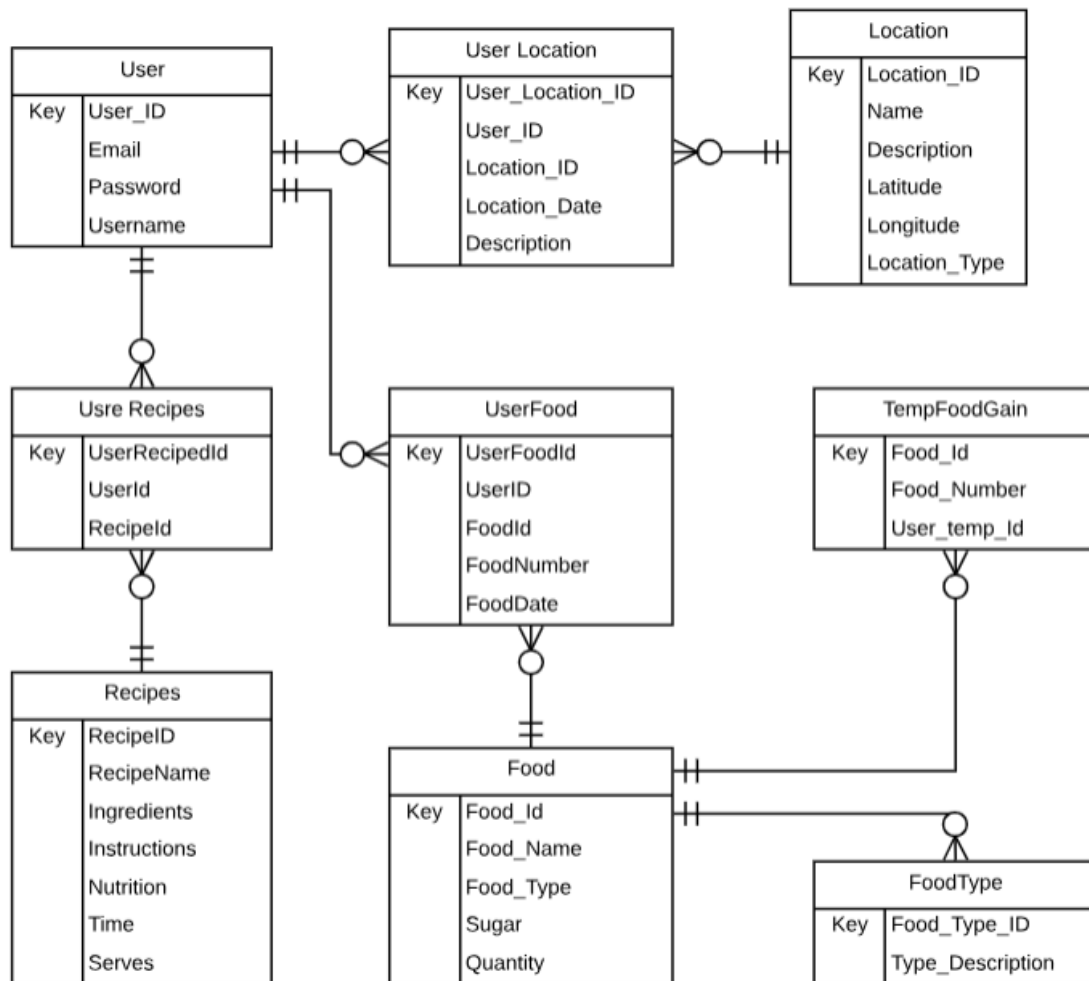 User
Key User_ID
Email
Password
Username
User Location
Key User_Location_ID
User_ID
Location_ID
Location_Date
Description
Location
Key Location_ID
Name
Description
Latitude
Longitude
Location_Type
Usre Recipes
Key UserRecipedId
UserId
RecipeId
UserFood
Key UserFoodId
UserID
FoodId
FoodNumber
FoodDate
TempFoodGain
Key Food_Id
Food_Number
User_temp_Id
Recipes
Key RecipeID
RecipeName
Ingredients
Instructions
Nutrition
Time
Serves
Food
Key Food_Id
Food_Name
Food_Type
Sugar
Quantity
FoodType
Key Food_Type_ID
Type_Description